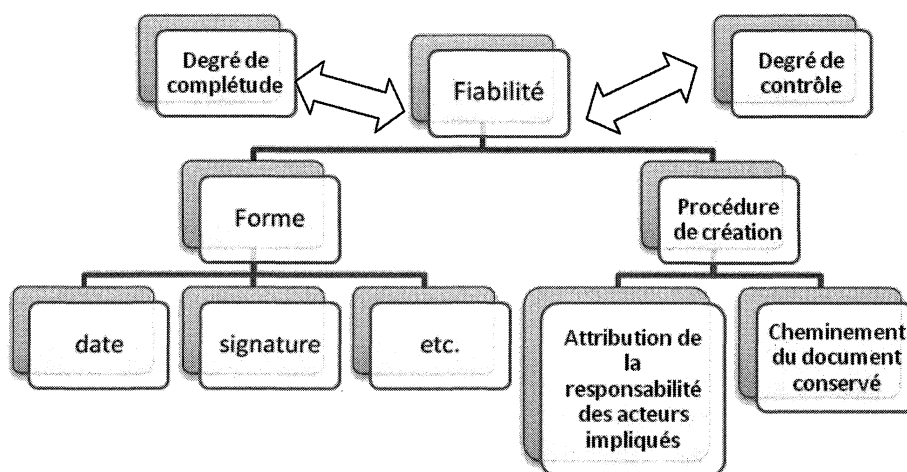 Degré de
complétude
Fiabilité
Degré de
contrôle
Forme
Procédure
de création
date
signature
etc.
Attribution de
la
responsabilité
des acteurs
impliqués
Cheminement
du document
conservé